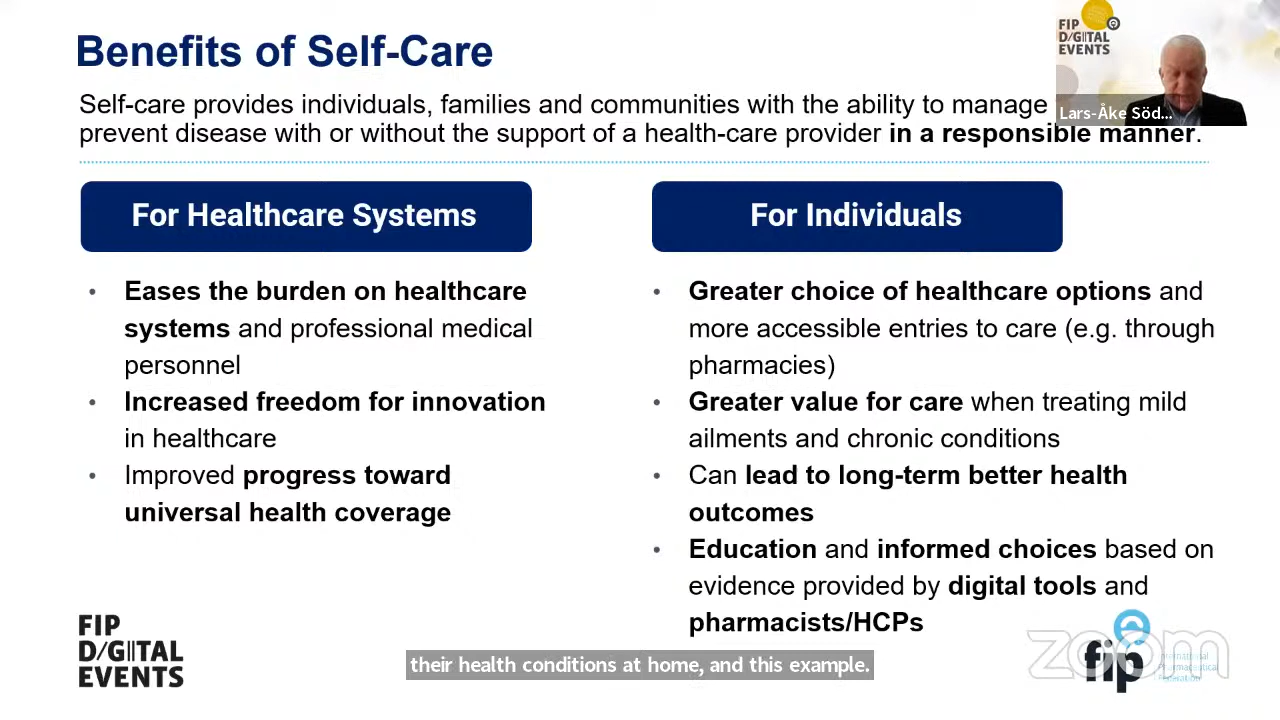 Benefits of Self-Care
FIP
D/GITAL
EVENTS
Lars-Åke Söd...
Self-care provides individuals, families and communities with the ability to manage
prevent disease with or without the support of a health-care provider in a responsible manner.
For Healthcare Systems
• Eases the burden on healthcare
systems and professional medical
personnel
• Increased freedom for innovation
in healthcare
• Improved progress toward
universal health coverage
For Individuals
• Greater choice of healthcare options and
more accessible entries to care (e.g. through
pharmacies)
• Greater value for care when treating mild
ailments and chronic conditions
• Can lead to long-term better health
outcomes
• Education and informed choices based on
evidence provided by digital tools and
pharmacists/HCPs
FIP
D/GITAL
EVENTS
their health conditions at home, and this example.
zoom
fip
International
Pharmaceutical
Federation